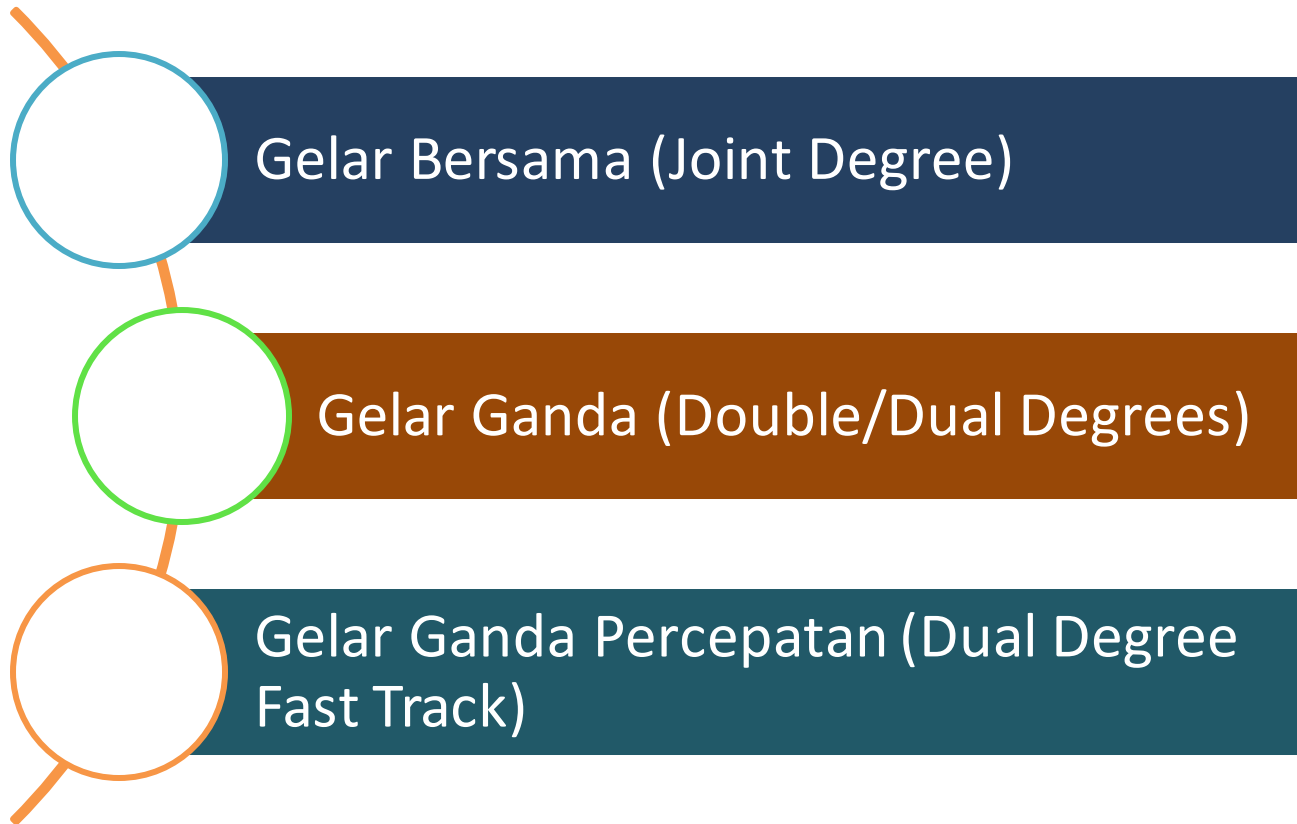 Gelar Bersama (Joint Degree)
Gelar Ganda (Double/Dual Degrees)
Gelar Ganda Percepatan (Dual Degree
Fast Track)